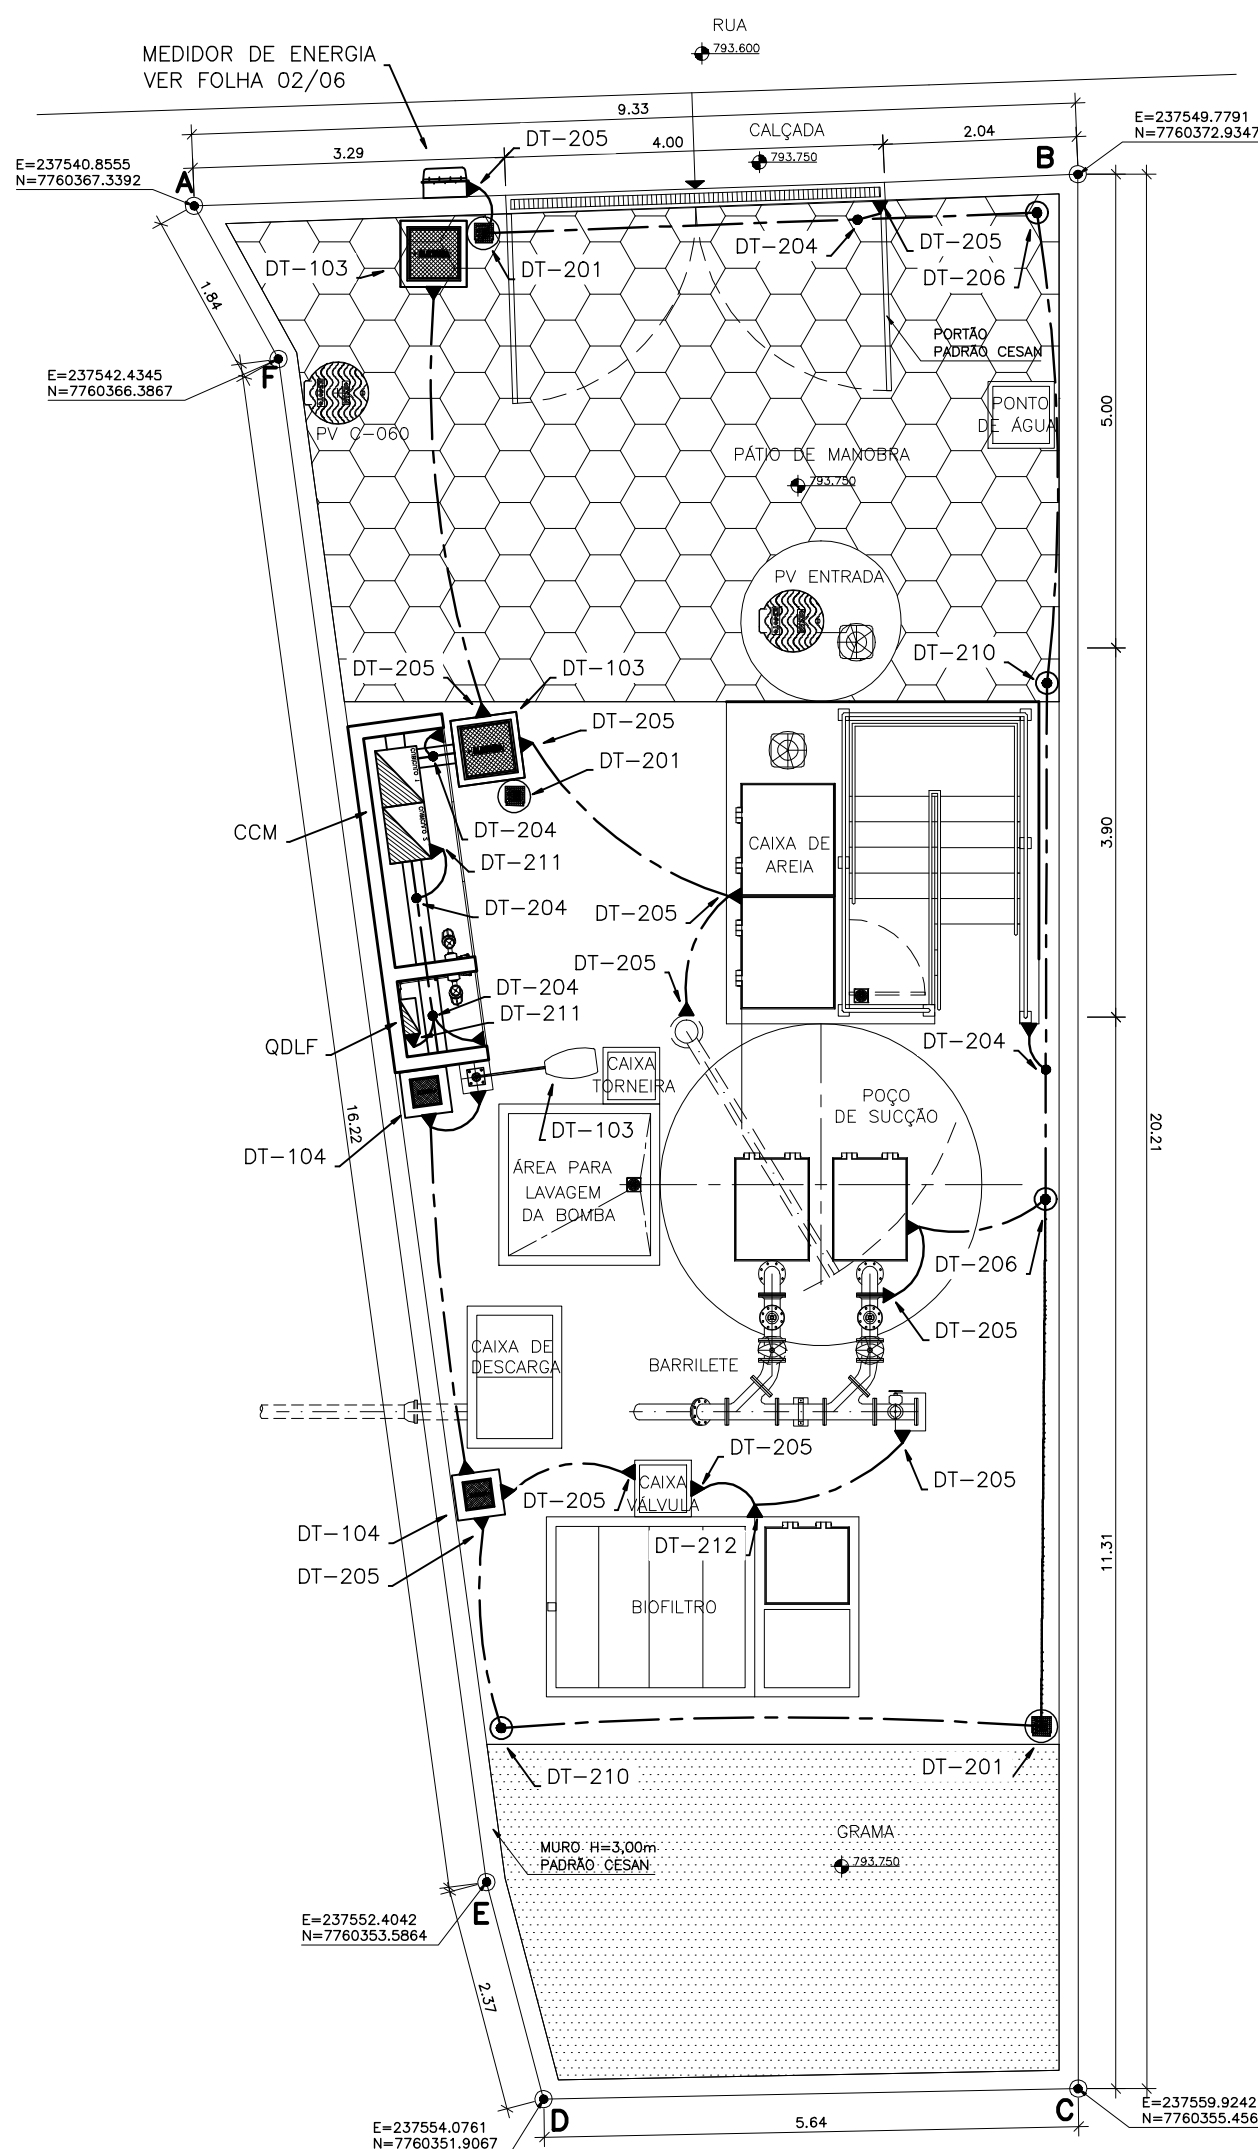 RUA
793.600
MEDIDOR DE ENERGIA
VER FOLHA 02/06
9.33
E=237549.7791
N=7760372.9347
DT-205
CALÇADA
2.04
3.29
4.00
793.750
E=237540.8555
N=7760367.3392
A
B
DT-204
DT-205
DT-103
DT-201
DT-206
1.84
PORTÃO
PADRÃO CESAN
E=237542.4345
N=7760366.3867
F
PV C-060
PONTO
DE ÁGUA
5.00
PÁTIO DE MANOBRA
793.750
PV ENTRADA
DT-205
DT-103
DT-210
DT-205
DT-201
CCM
DT-204
CAIXA DE
AREIA
3.90
DT-211
DT-204
DT-205
DT-205
DT-204
DT-211
QDLF
DT-204
CAIXA
TORNEIRA
POÇO
DE SUCÇÃO
16.22
20.21
DT-103
DT-104
ÁREA PARA
LAVAGEM
DA BOMBA
DT-206
DT-205
CAIXA DE
DESCARGA
BARRILETE
DT-205
DT-205
DT-205
CAIXA
VÁLVULA
DT-104
DT-212
DT-205
11.31
BIOFILTRO
DT-210
DT-201
GRAMA
MURO H=3,00m
PADRÃO CESAN
793.750
E
E=237552.4042
N=7760353.5864
2.37
D
C
E=237554.0761
N=7760351.9067
5.64
E=237559.9242
N=7760355.456